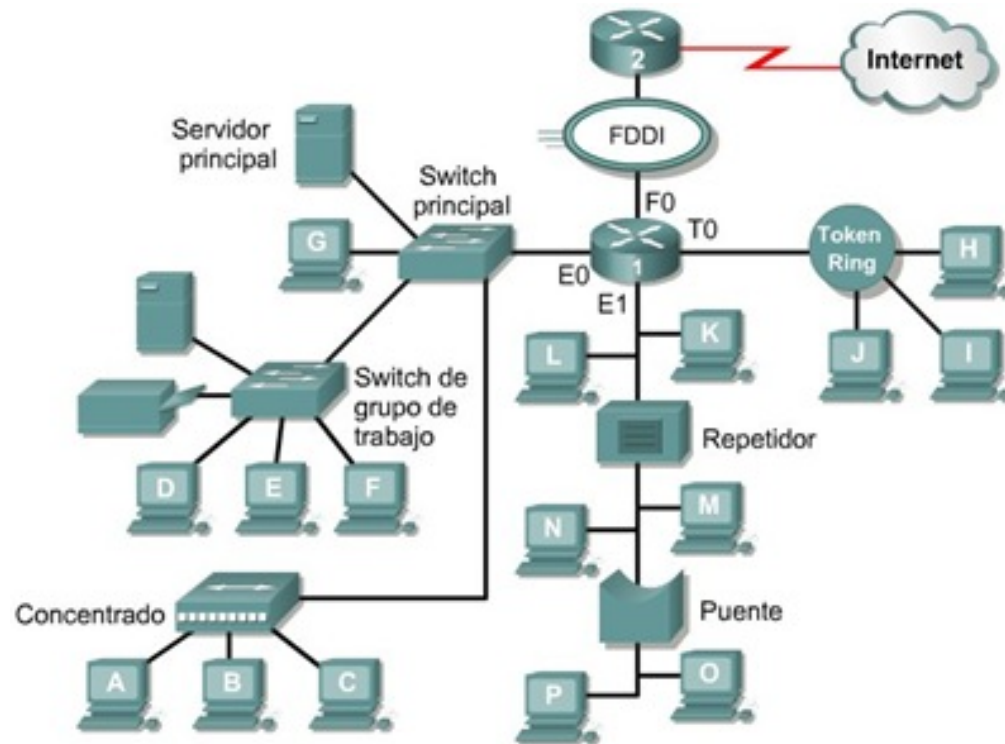 2
Internet
FDDI
Servidor
principal
Switch
principal
F0
T0
G
E0
1
E1
Token
Ring
H
L
K
J
I
Switch de
grupo de
trabajo
Repetidor
D
E
F
N
M
Concentrado
Puente
A
B
C
P
O